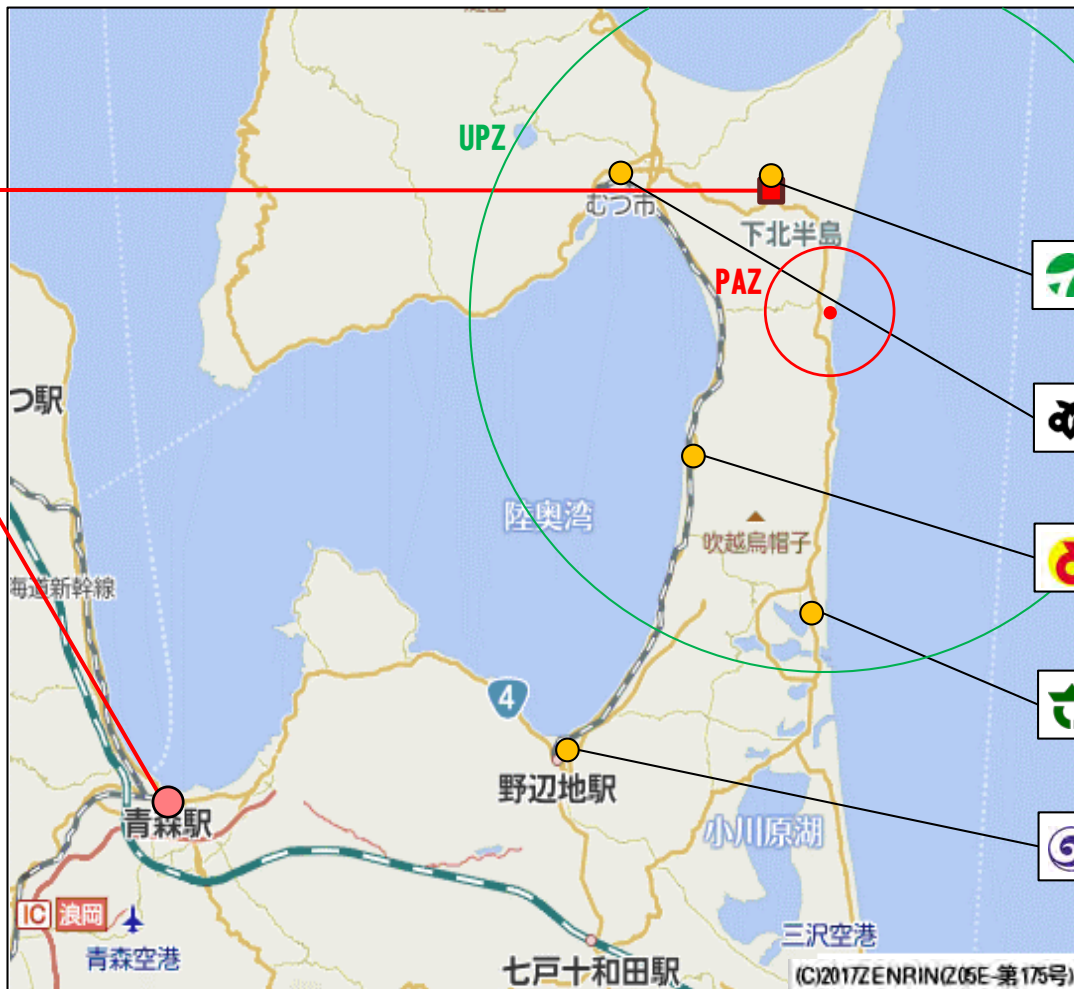 UPZ
むつ市
下北半島
PAZ
つ駅
陸奥湾
吹越烏帽子
海道新幹線
4
野辺地駅
青森駅
小川原湖
IC 浪岡
青森空港
三沢空港
七戸十和田駅
(C)2017ZENRIN(Z05E-第175号)